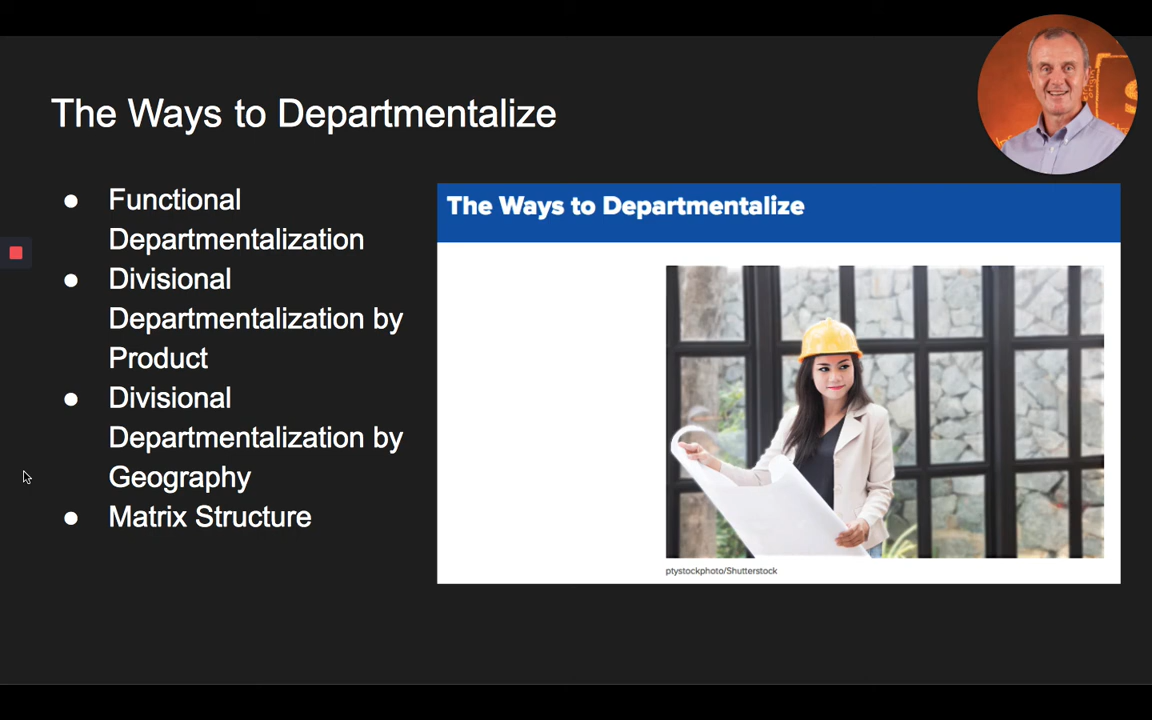 The Ways to Departmentalize
● Functional
Departmentalization
● Divisional
Departmentalization by
Product
● Divisional
Departmentalization by
Geography
● Matrix Structure
The Ways to Departmentalize
ptystockphoto/Shutterstock